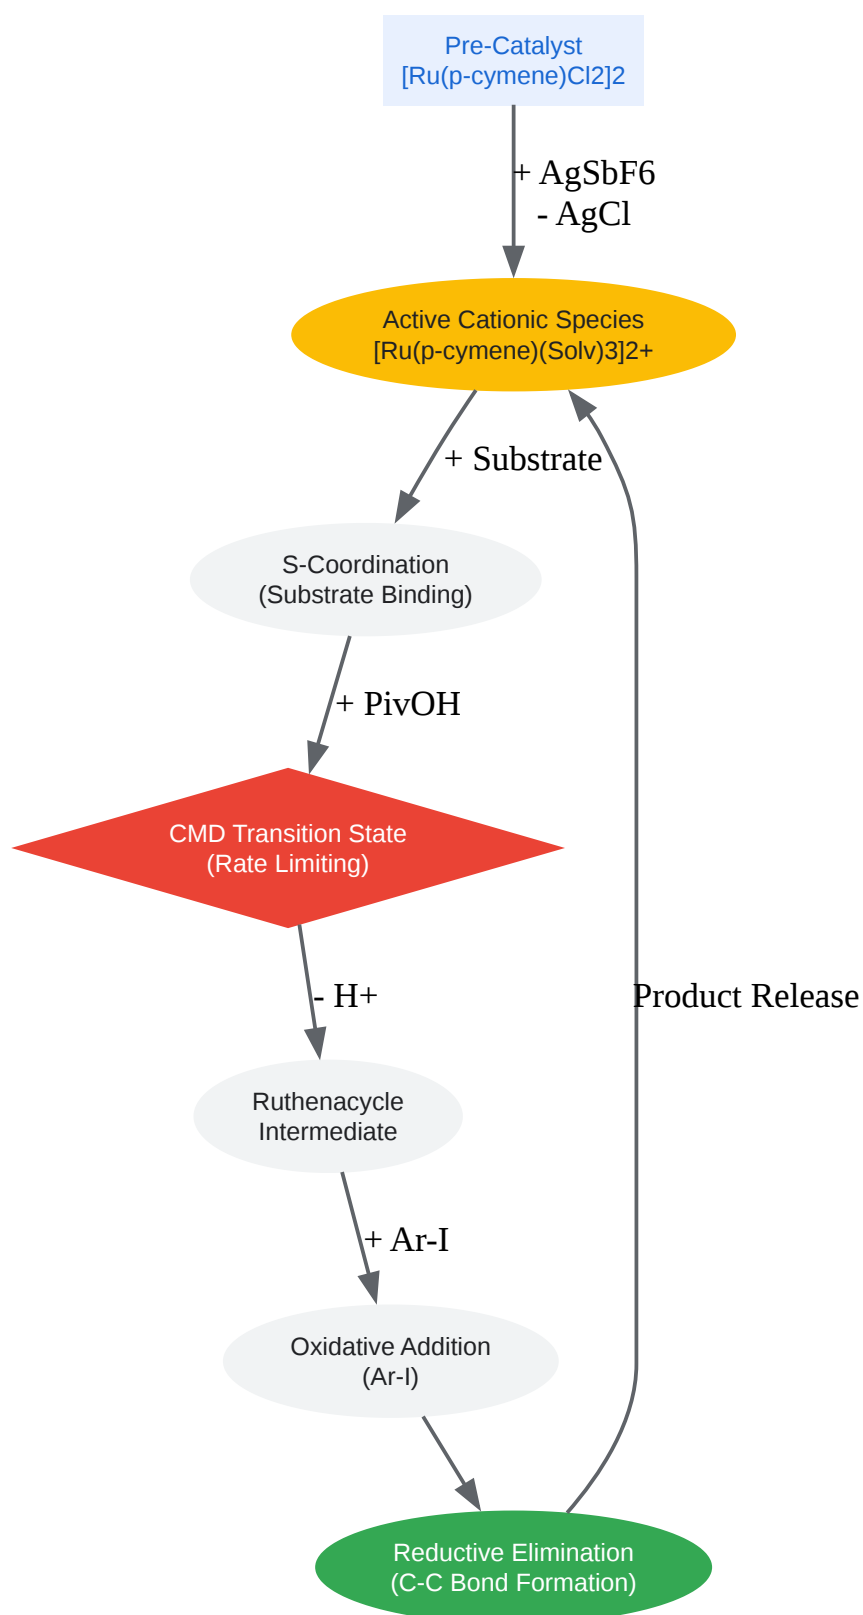 Pre-Catalyst
[Ru(p-cymene)Cl2]2
+ AgSbF6
- AgCl
Active Cationic Species
[Ru(p-cymene)(Solv)3]2+
+ Substrate
S-Coordination
(Substrate Binding)
+ PivOH
CMD Transition State
(Rate Limiting)
- H+
Product Release
Ruthenacycle
Intermediate
+ Ar-I
Oxidative Addition
(Ar-I)
Reductive Elimination
(C-C Bond Formation)